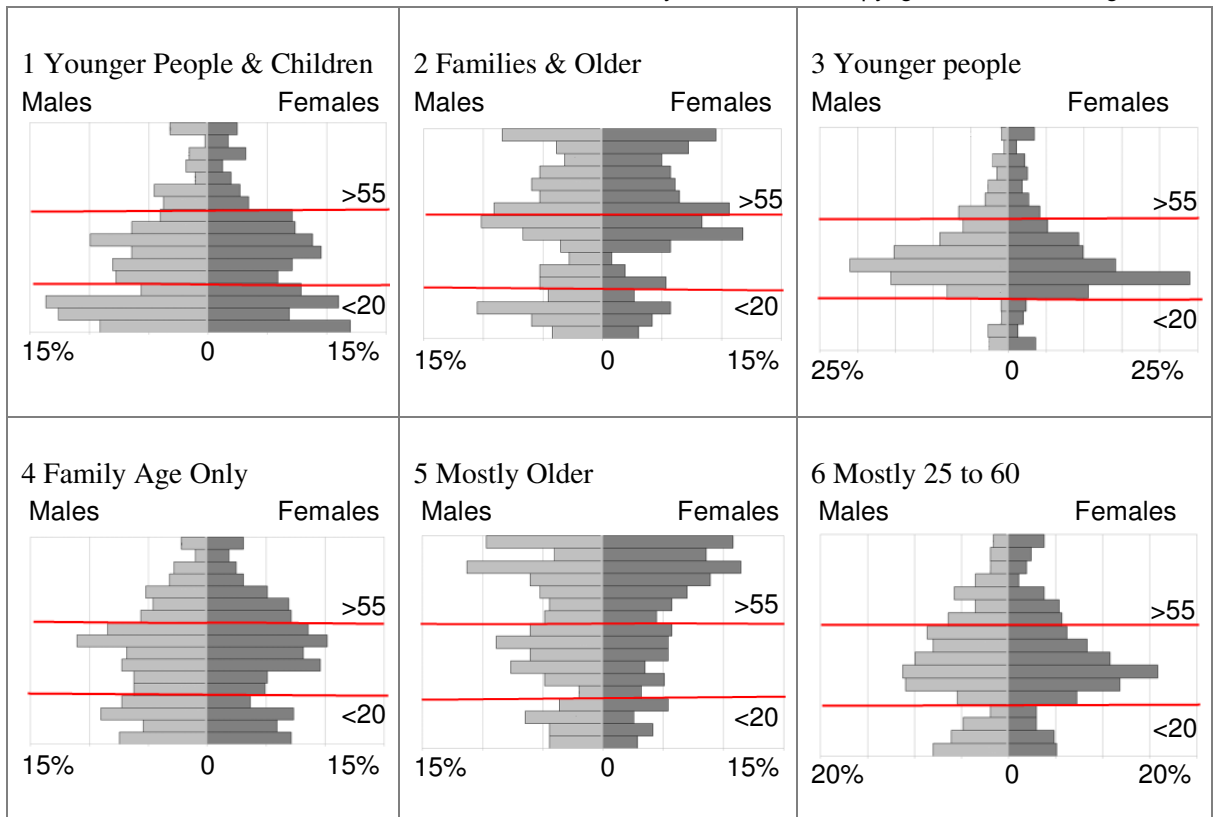 1 Younger People & Children
Males Females
>55
<20
15% 0 15%
2 Families & Older
Males Females
>55
<20
15% 0 15%
3 Younger people
Males Females
>55
<20
25% 0 25%
4 Family Age Only
Males Females
>55
<20
15% 0 15%
5 Mostly Older
Males Females
>55
<20
15% 0 15%
6 Mostly 25 to 60
Males Females
>55
<20
20% 0 20%